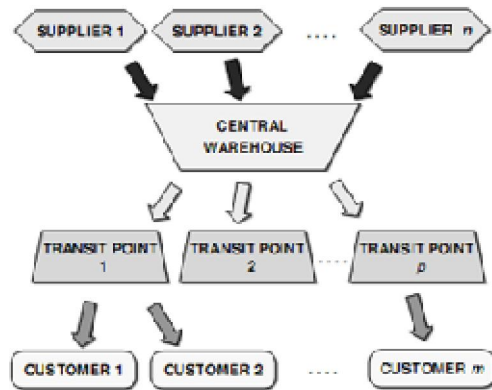 SUPPLIER 1 SUPPLIER 2 .... SUPPLIER n
CENTRAL
WAREHOUSE
TRANSIT POINT TRANSIT POINT TRANSIT POINT
1 2 ..... p
CUSTOMER 1 CUSTOMER 2 .... CUSTOMER m